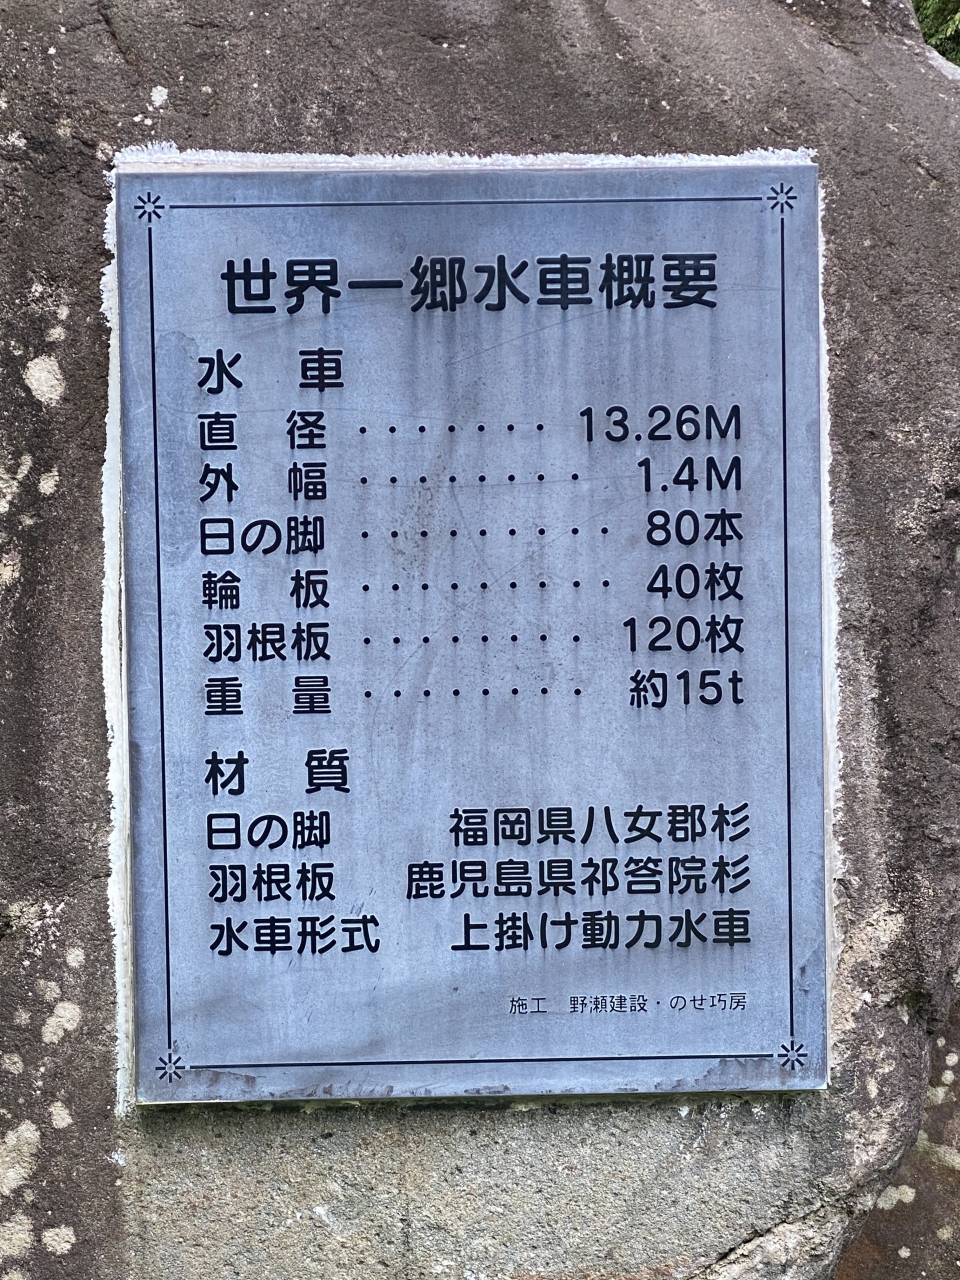 世界一郷水車概要
水　車
直　径 ・・・・・・・ 13.26M
外　幅 ・・・・・・・・ 1.4M
日の脚 ・・・・・・・・・ 80本
輪　板 ・・・・・・・・・ 40枚
羽根板 ・・・・・・・・ 120枚
重　量 ・・・・・・・・ 約15t
材　質
日の脚　福岡県八女郡杉
羽根板　鹿児島県祁答院杉
水車形式　上掛け動力水車
施工　野瀬建設・のせ巧房